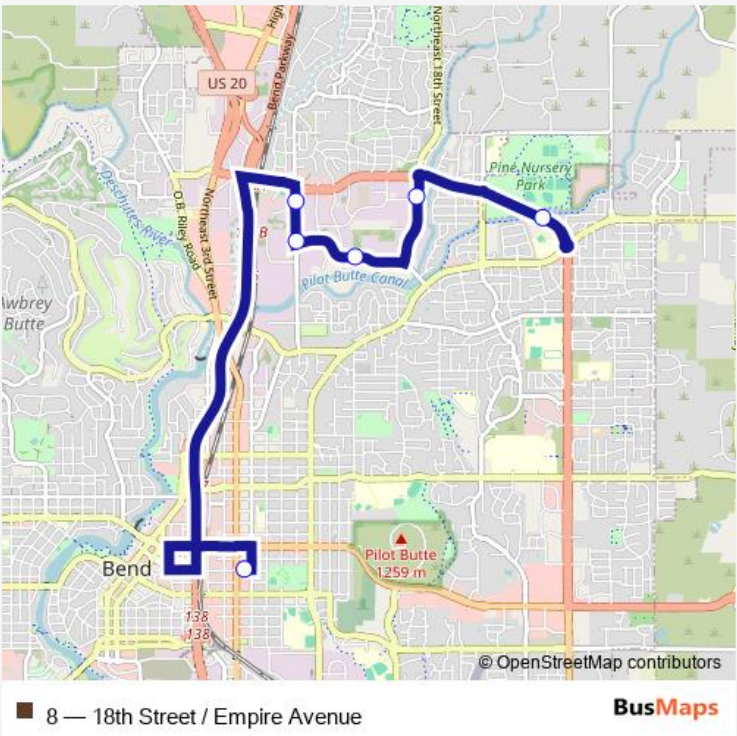 High
Northeast 18th Street
US 20
Bend Parkway
Pine Nursery
Park
Deschutes River
O.B. Riley Road
Northeast 3rd Street
B
Pilot Butte Canal
Awbrey
Butte
Pilot Butte
1259 m
Bend
138
138
© OpenStreetMap contributors
8 — 18th Street / Empire Avenue
BusMaps